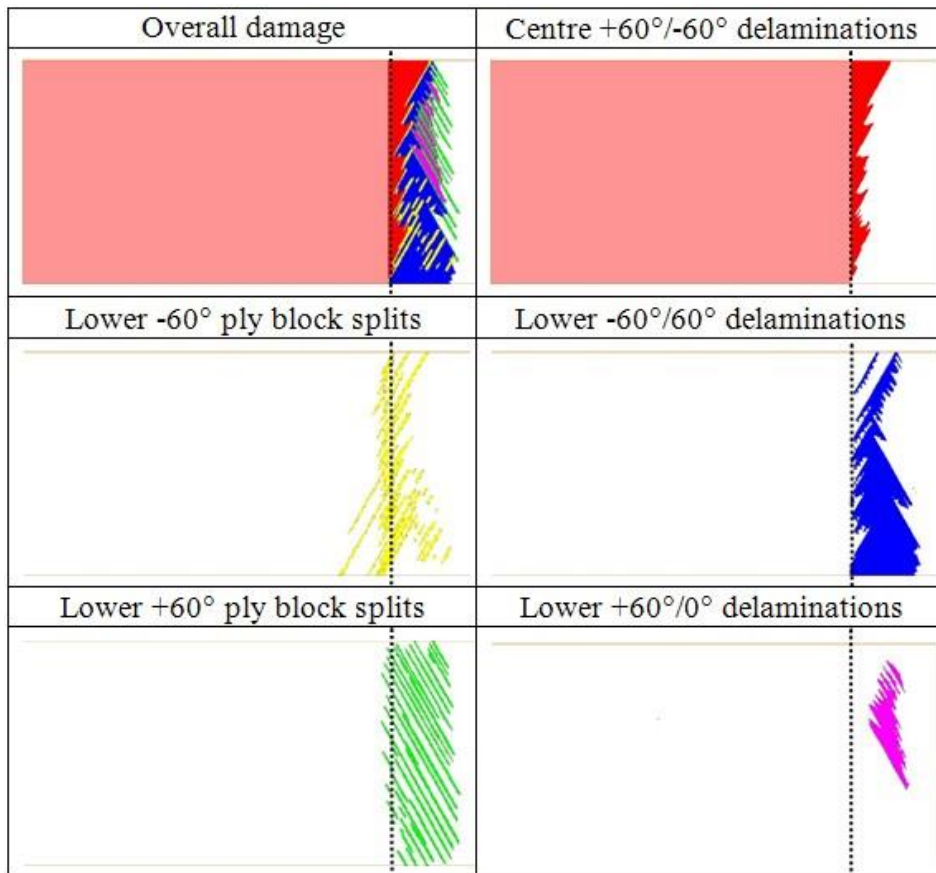 Overall damage
Centre +60°/-60° delaminations
Lower -60° ply block splits
Lower -60°/60° delaminations
Lower +60° ply block splits
Lower +60°/0° delaminations